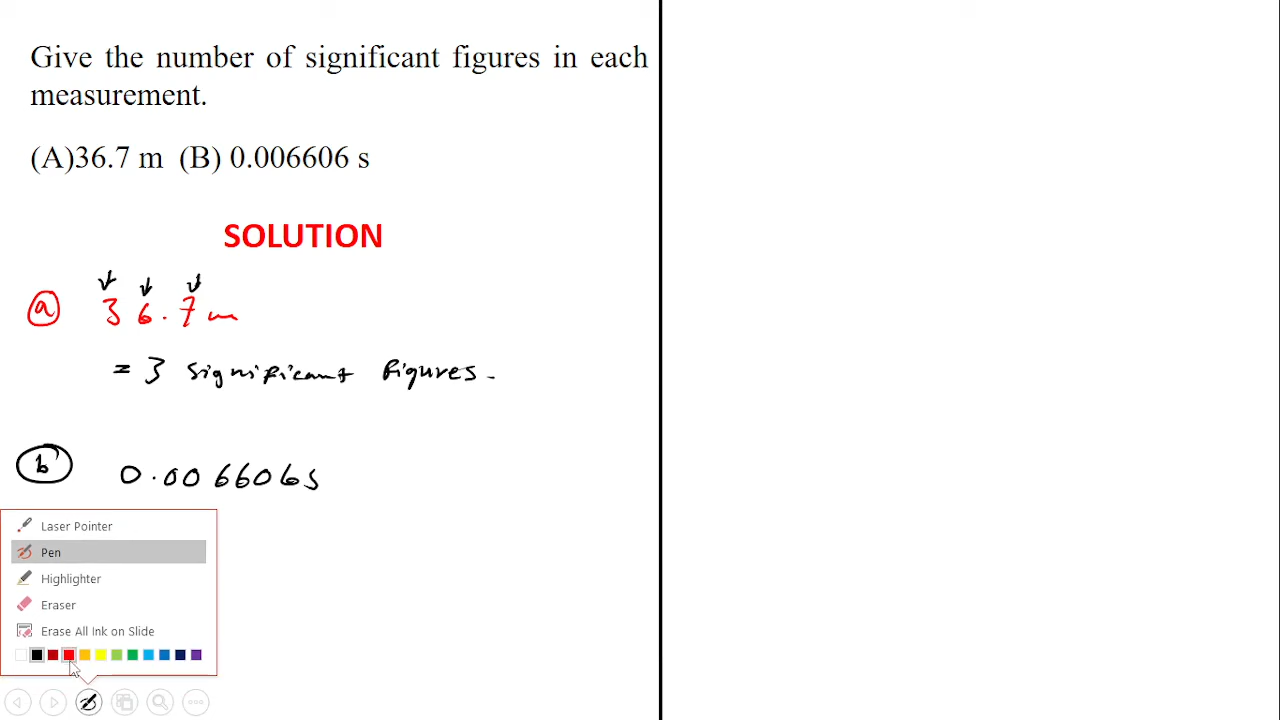 Give the number of significant figures in each
measurement.
(A)36.7 m (B) 0.006606 s
SOLUTION
a 36.7 m
= 3 significant figures.
b 0.006606s
Laser Pointer
Pen
Highlighter
Eraser
Erase All Ink on Slide